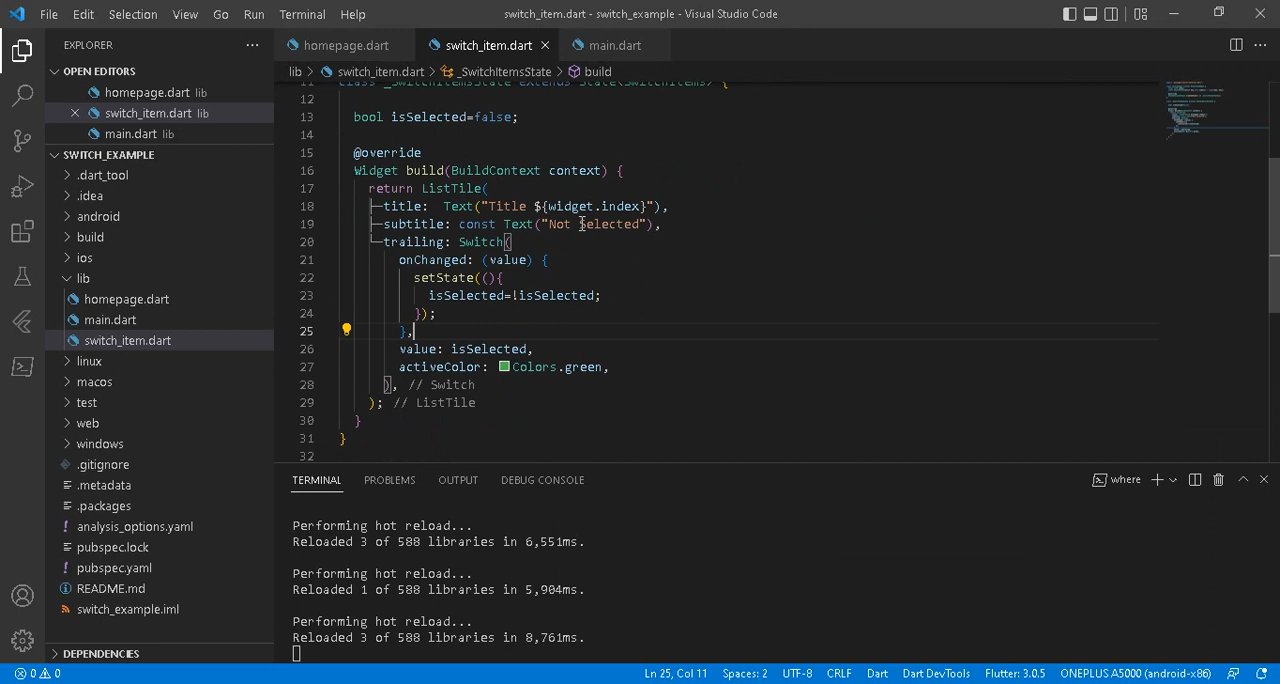 File Edit Selection View Go Run Terminal Help switch_item.dart - switch_example - Visual Studio Code
EXPLORER
OPEN EDITORS
homepage.dart lib
switch_item.dart lib
main.dart lib
SWITCH_EXAMPLE
.dart_tool
.idea
android
build
ios
lib
homepage.dart
main.dart
switch_item.dart
linux
macos
test
web
windows
.gitignore
.metadata
.packages
analysis_options.yaml
pubspec.lock
pubspec.yaml
README.md
switch_example.iml
DEPENDENCIES
homepage.dart switch_item.dart main.dart
lib > switch_item.dart > _SwitchItemsState > build
11 class _SwitchItemsState extends State<SwitchItems> {
12
13 bool isSelected=false;
14
15 @override
16 Widget build(BuildContext context) {
17 return ListTile(
18 title: Text("Title ${widget.index}"),
19 subtitle: const Text("Not Selected"),
20 trailing: Switch(
21 onChanged: (value) {
22 setState((){
23 isSelected=!isSelected;
24 });
25 },
26 value: isSelected,
27 activeColor: Colors.green,
28 ), // Switch
29 ); // ListTile
30 }
31 }
32
TERMINAL PROBLEMS OUTPUT DEBUG CONSOLE where
Performing hot reload...
Reloaded 3 of 588 libraries in 6,551ms.
Performing hot reload...
Reloaded 1 of 588 libraries in 5,904ms.
Performing hot reload...
Reloaded 3 of 588 libraries in 8,761ms.
0 0 Ln 25, Col 11 Spaces: 2 UTF-8 CRLF Dart Dart DevTools Flutter: 3.0.5 ONEPLUS A5000 (android-x86)